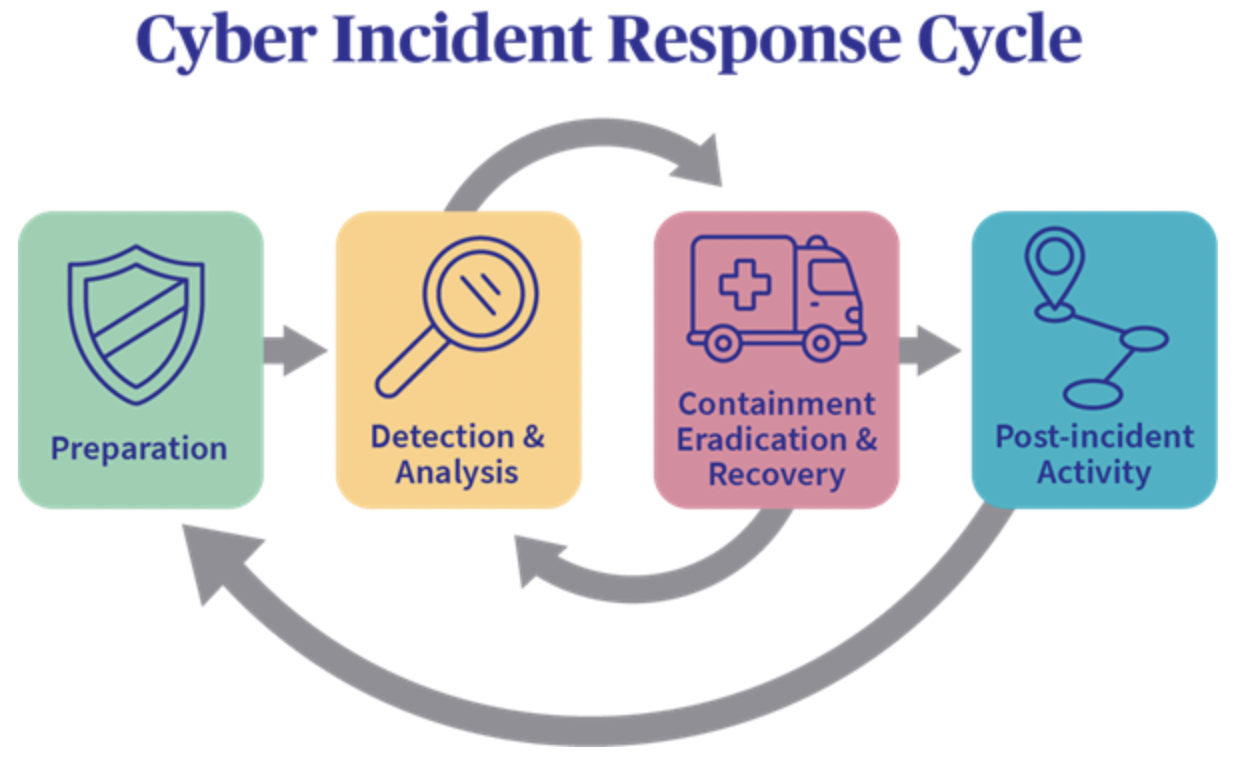 Cyber Incident Response Cycle
Preparation
Detection &
Analysis
Containment
Eradication &
Recovery
Post-incident
Activity